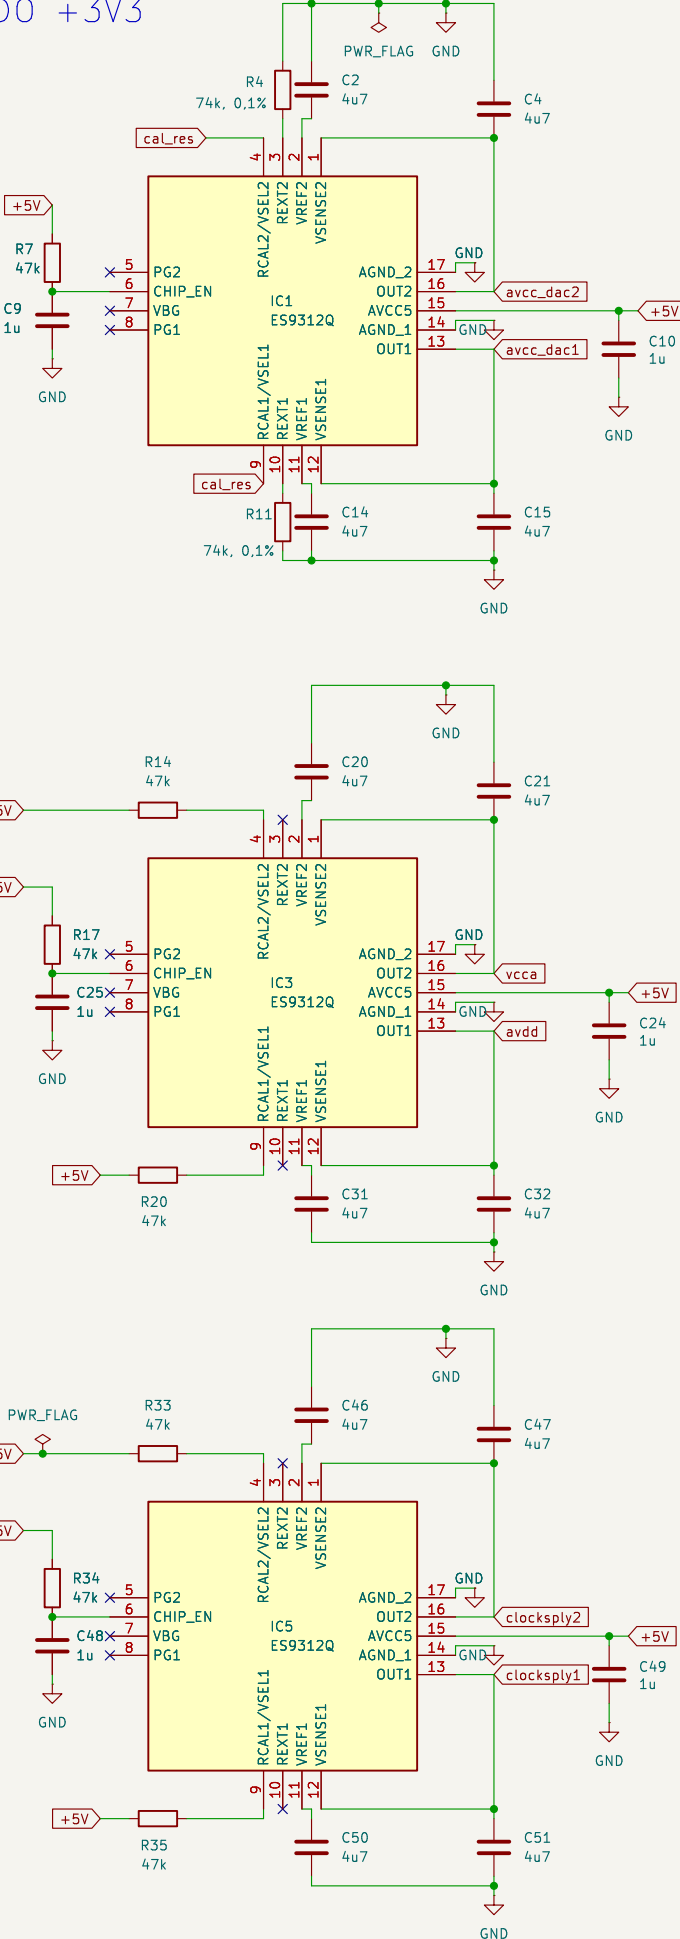 DO +3V3
PWR_FLAG
GND
R4
74k, 0,1%
C2
4u7
C4
4u7
cal_res
4
3
2
1
RCAL2/VSEL2
REXT2
VREF2
VSENSE2
+5V
R7
47k
C9
1u
GND
5
6
7
8
PG2
CHIP_EN
VBG
PG1
IC1
ES9312Q
AGND_2
OUT2
AVCC5
AGND_1
OUT1
17
16
15
14
13
GND
avcc_dac2
+5V
GND
avcc_dac1
C10
1u
GND
RCAL1/VSEL1
REXT1
VREF1
VSENSE1
9
10
11
12
cal_res
R11
74k, 0,1%
C14
4u7
C15
4u7
GND
GND
R14
47k
C20
4u7
C21
4u7
5V
4
3
2
1
RCAL2/VSEL2
REXT2
VREF2
VSENSE2
5V
R17
47k
C25
1u
GND
5
6
7
8
PG2
CHIP_EN
VBG
PG1
IC3
ES9312Q
AGND_2
OUT2
AVCC5
AGND_1
OUT1
17
16
15
14
13
GND
vcca
+5V
GND
avdd
C24
1u
GND
RCAL1/VSEL1
REXT1
VREF1
VSENSE1
9
10
11
12
+5V
R20
47k
C31
4u7
C32
4u7
GND
GND
PWR_FLAG
R33
47k
C46
4u7
C47
4u7
5V
4
3
2
1
RCAL2/VSEL2
REXT2
VREF2
VSENSE2
5V
R34
47k
C48
1u
GND
5
6
7
8
PG2
CHIP_EN
VBG
PG1
IC5
ES9312Q
AGND_2
OUT2
AVCC5
AGND_1
OUT1
17
16
15
14
13
GND
clocksply2
+5V
GND
clocksply1
C49
1u
GND
RCAL1/VSEL1
REXT1
VREF1
VSENSE1
9
10
11
12
+5V
R35
47k
C50
4u7
C51
4u7
GND